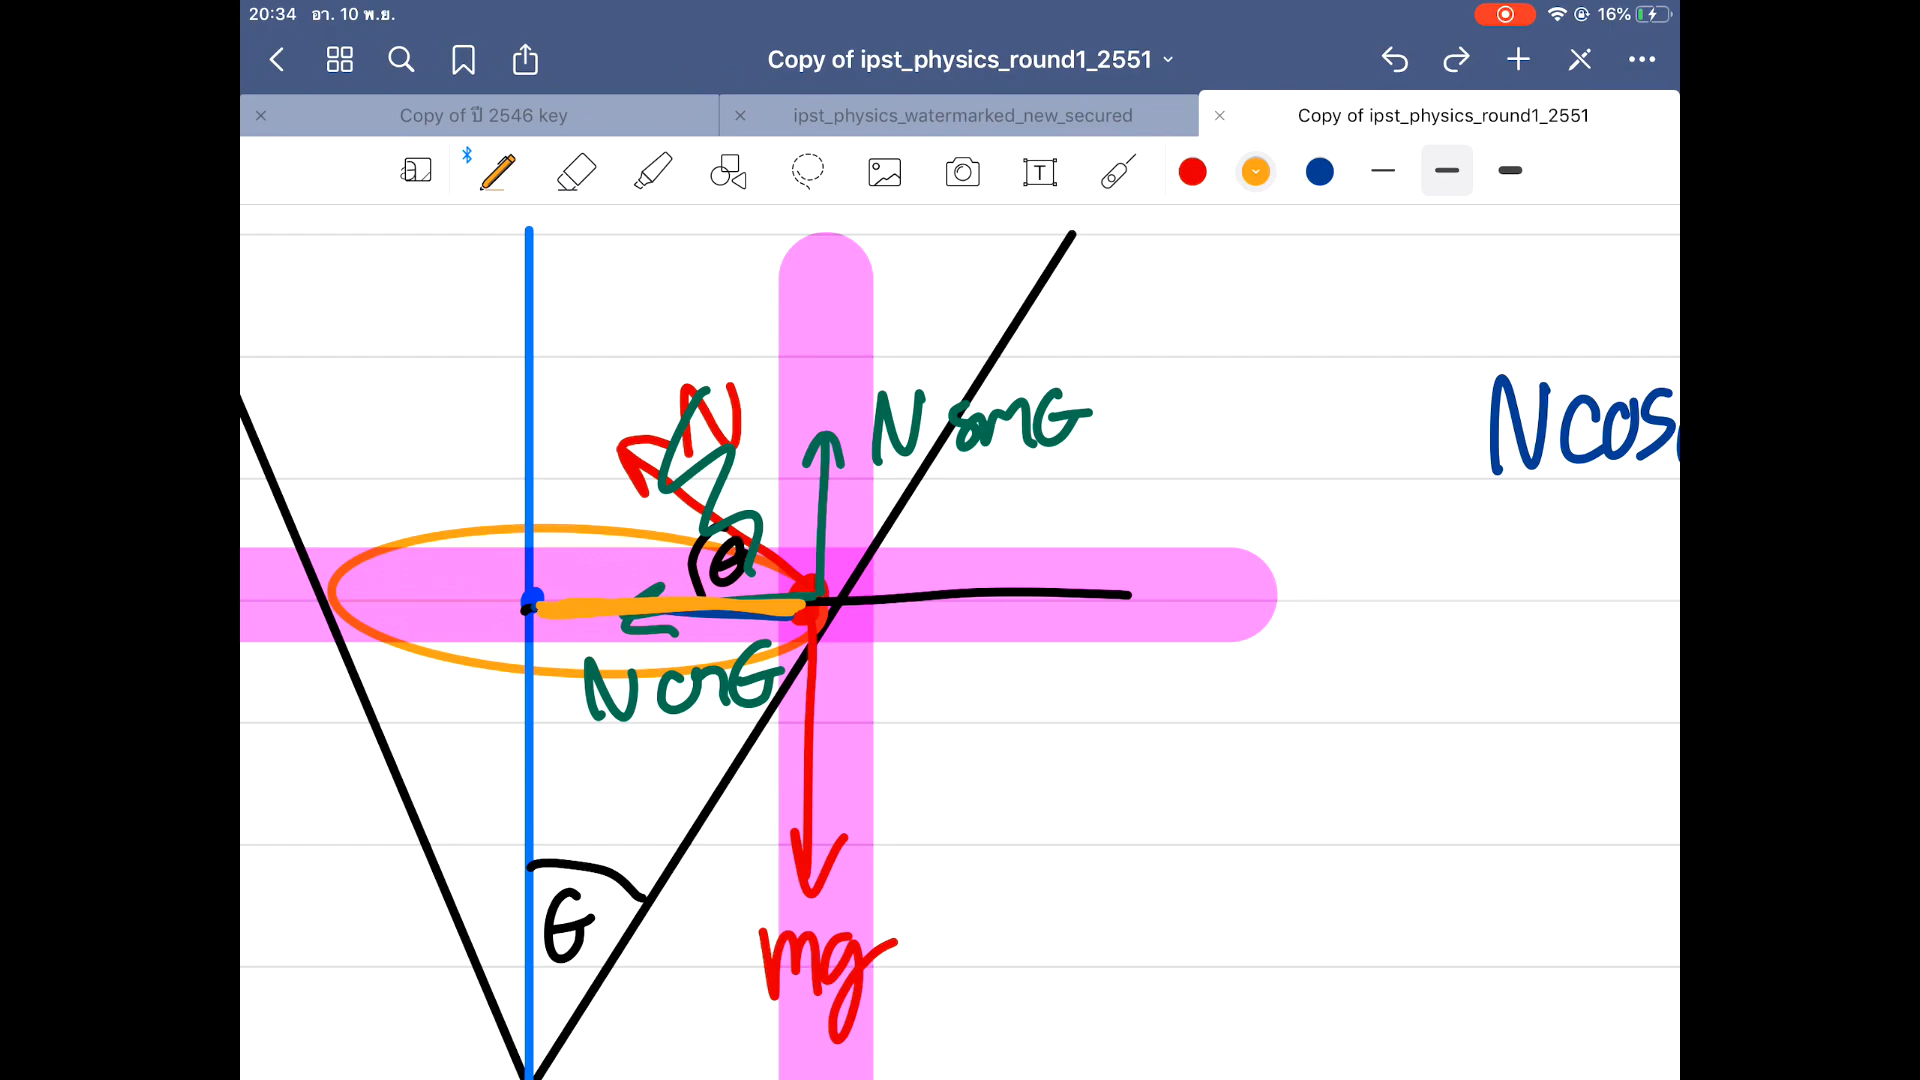 20:34 อา. 10 พ.ย. 16%
Copy of ipst_physics_round1_2551
Copy of ปี 2546 key
ipst_physics_watermarked_new_secured
Copy of ipst_physics_round1_2551
T
N
N sinθ
N cos
θ
N cosθ
θ
mg